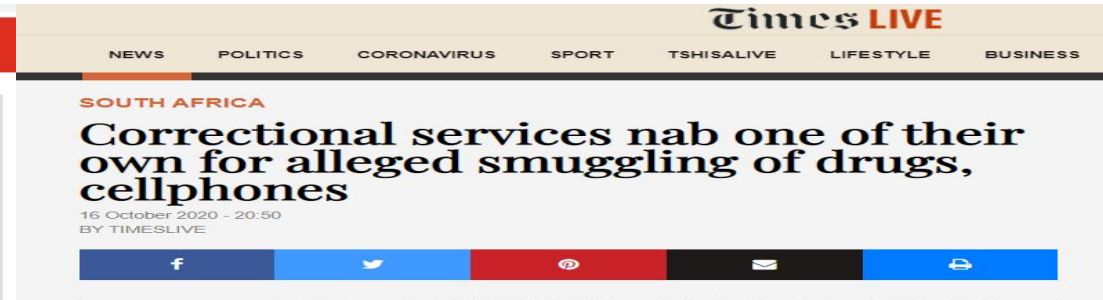 Times LIVE
NEWS POLITICS CORONAVIRUS SPORT TSHISALIVE LIFESTYLE BUSINESS
SOUTH AFRICA
Correctional services nab one of their
own for alleged smuggling of drugs,
cellphones
16 October 2020 - 20:50
BY TIMESLIVE